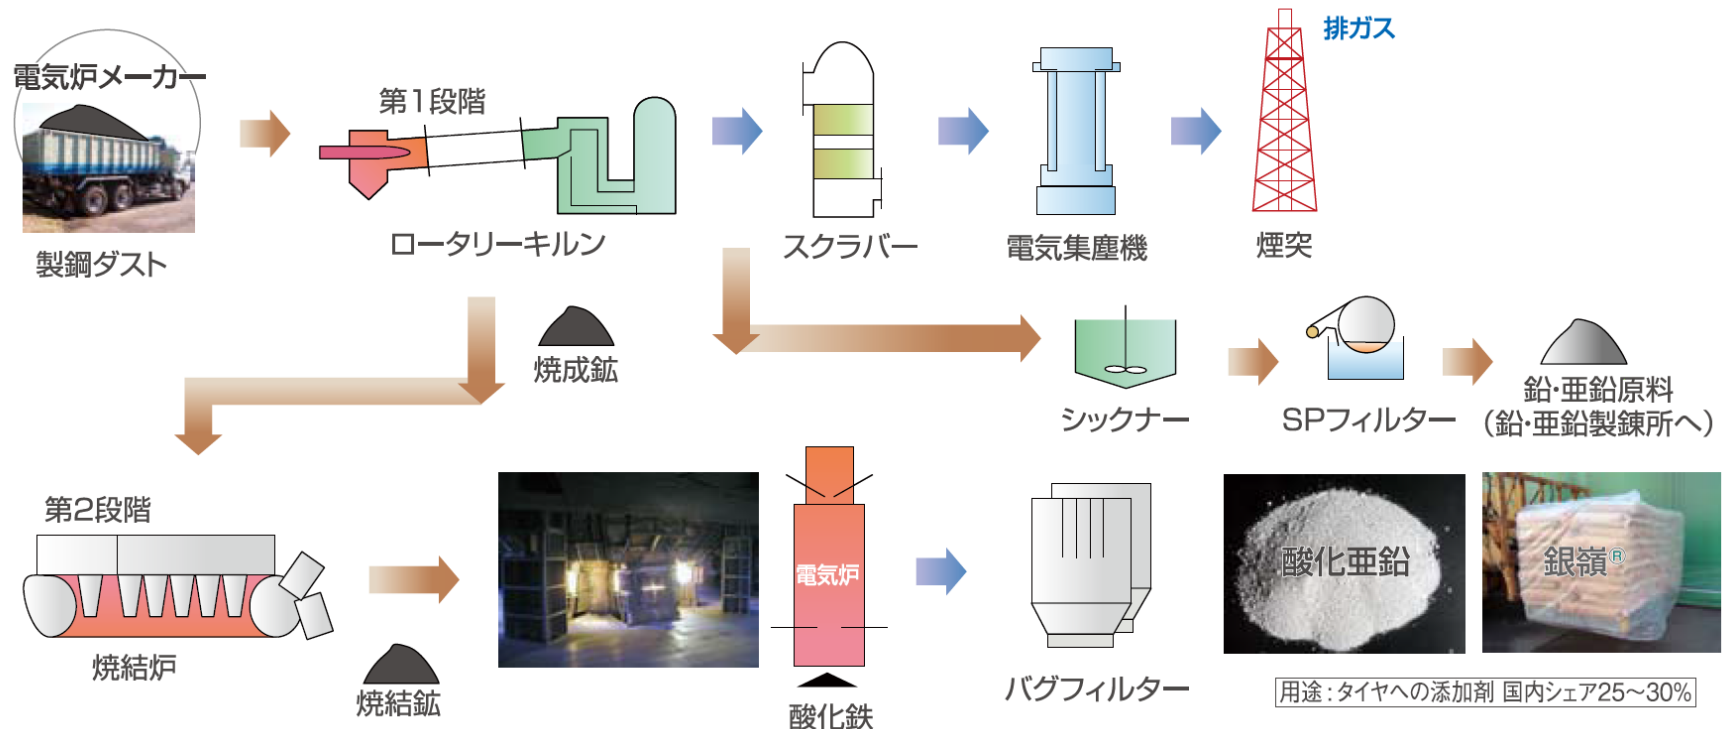 電気炉メーカー
製鋼ダスト
第1段階
ロータリーキルン
スクラバー
電気集塵機
排ガス
煙突
焼成鉱
シックナー
SPフィルター
鉛・亜鉛原料
（鉛・亜鉛製錬所へ）
第2段階
焼結炉
焼結鉱
電気炉
酸化鉄
バグフィルター
酸化亜鉛
銀嶺®
用途：タイヤへの添加剤 国内シェア25～30%